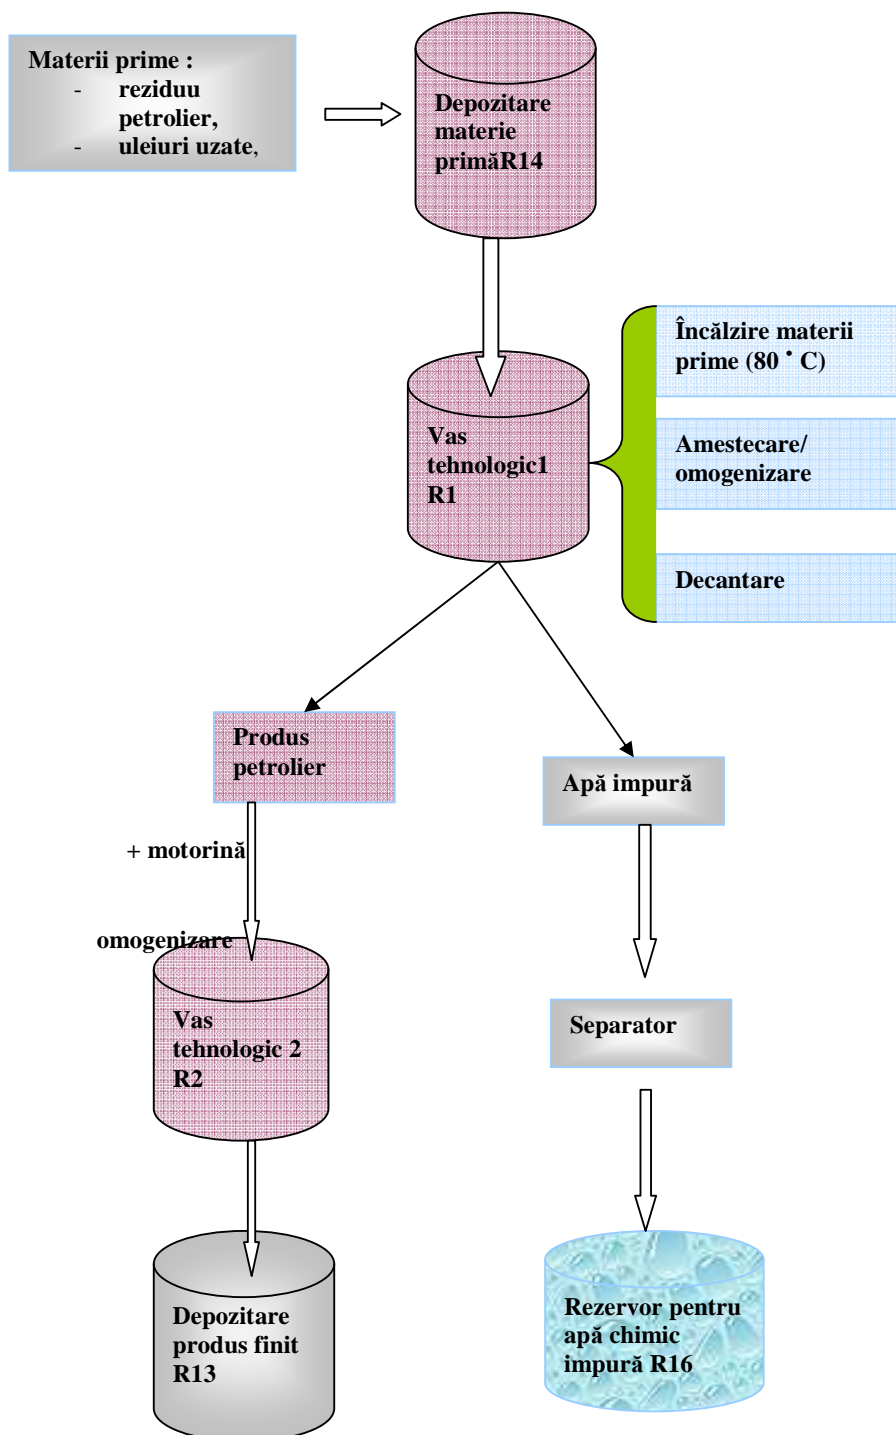 Materii prime :
- reziduu
petrolier,
- uleiuri uzate,
Depozitare
materie
primăR14
Încălzire materii
prime (80 ° C)
Vas
tehnologic1
R1
Amestecare/
omogenizare
Decantare
Produs
petrolier
Apă impură
+ motorină
omogenizare
Vas
tehnologic 2
R2
Separator
Depozitare
produs finit
R13
Rezervor pentru
apă chimic
impură R16